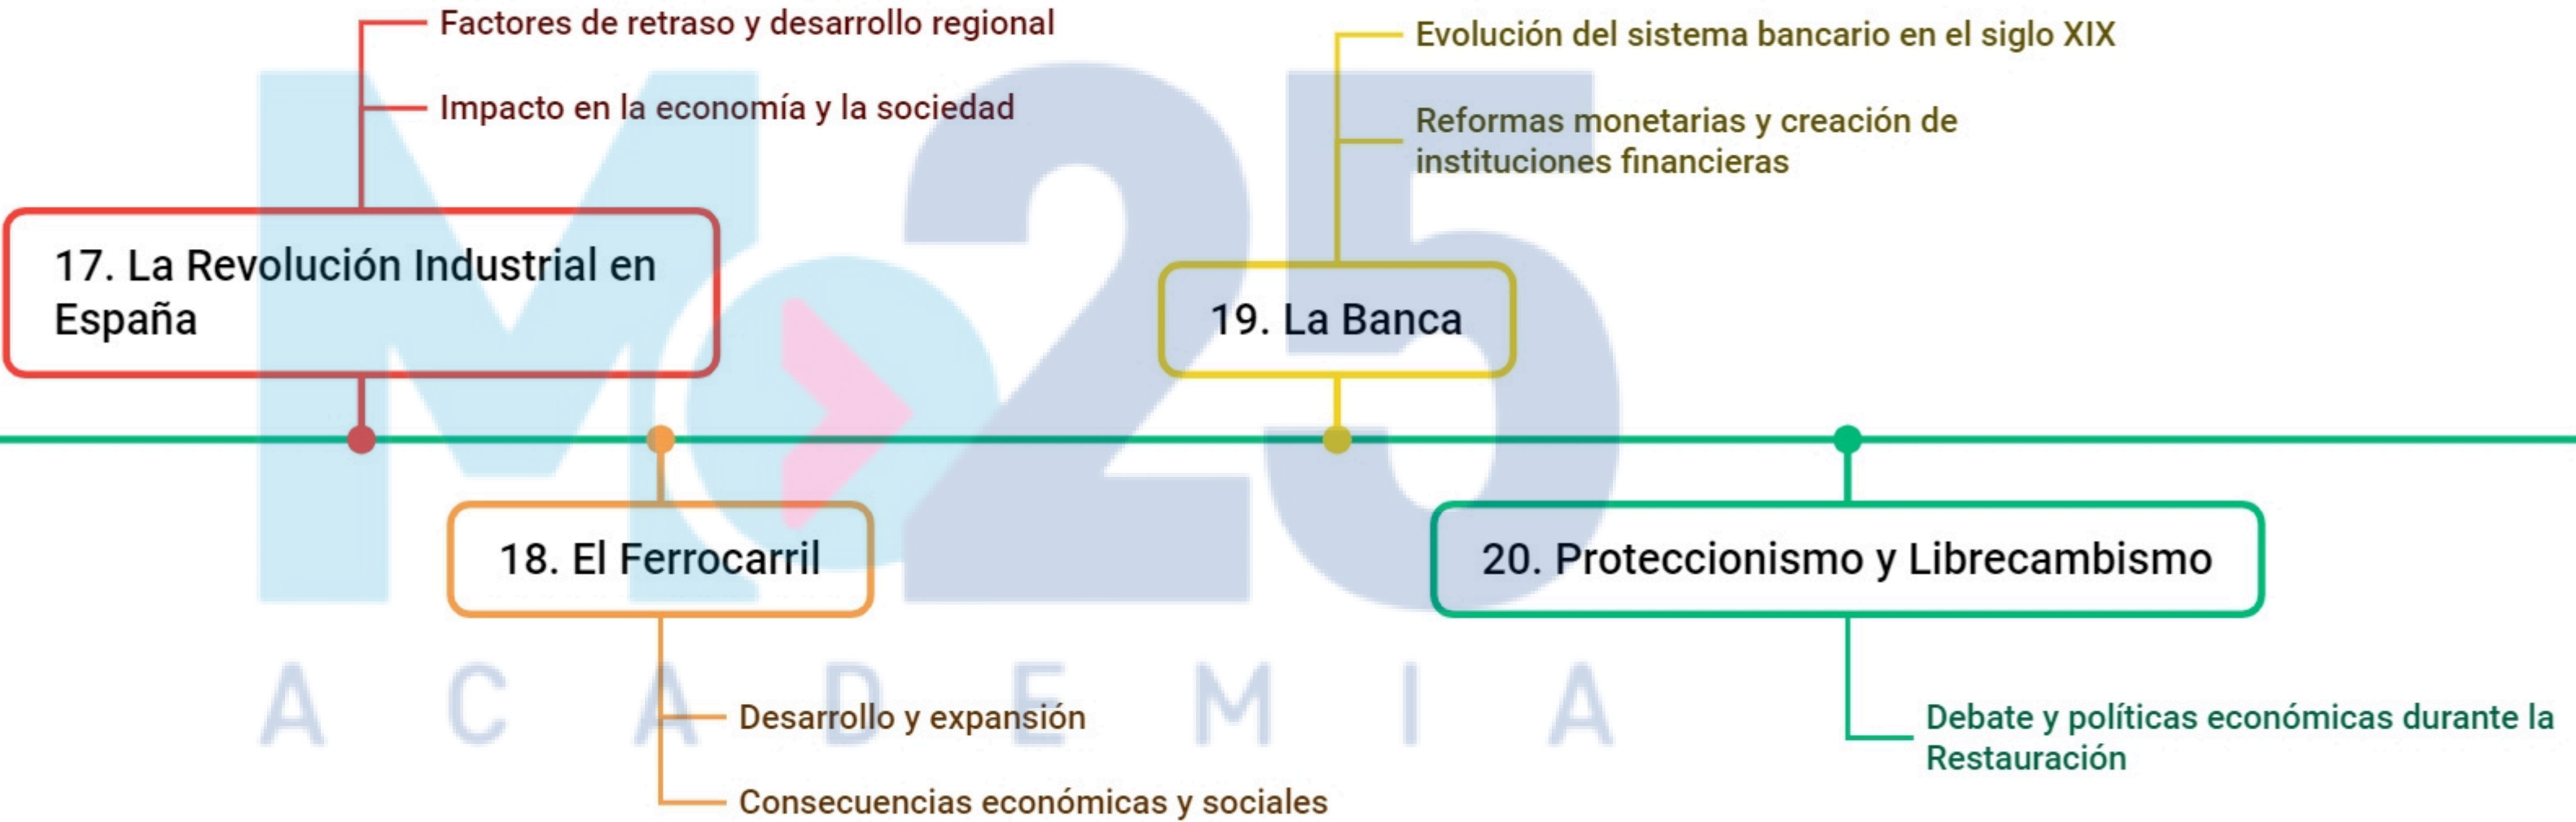 Factores de retraso y desarrollo regional
Impacto en la economía y la sociedad
17. La Revolución Industrial en
España
18. El Ferrocarril
Desarrollo y expansión
Consecuencias económicas y sociales
Evolución del sistema bancario en el siglo XIX
Reformas monetarias y creación de
instituciones financieras
19. La Banca
20. Proteccionismo y Librecambismo
Debate y políticas económicas durante la
Restauración
M25
ACADEMIA